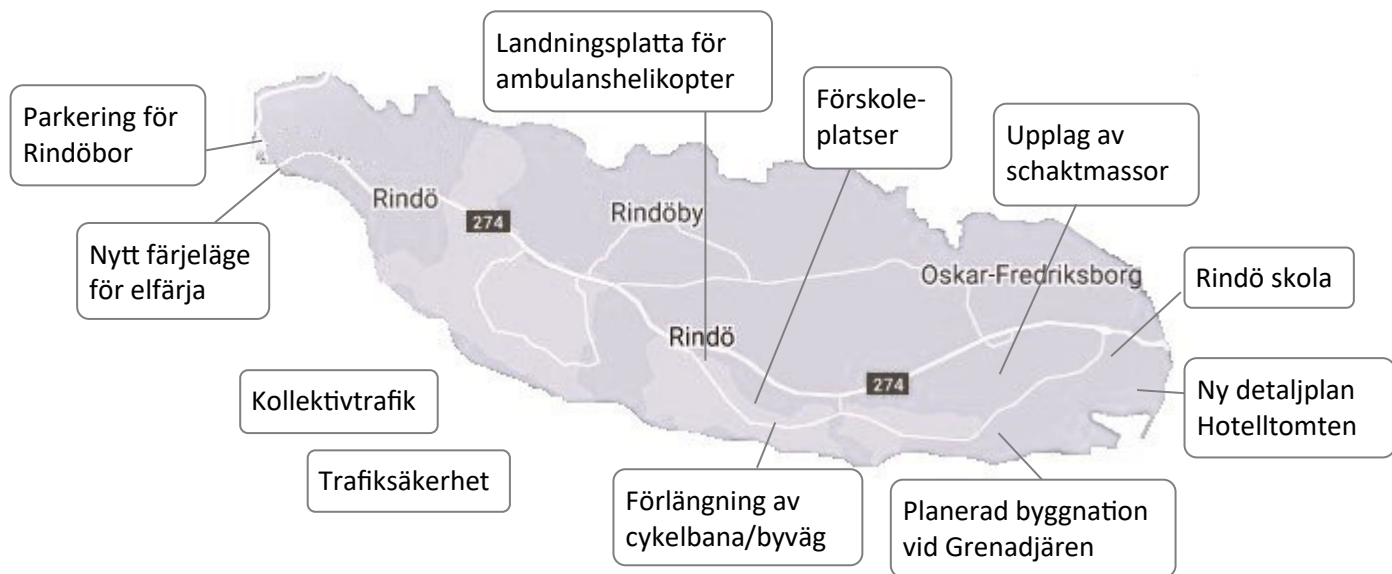 Landningsplatta för
ambulanshelikopter
Förskole-
platser
Parkering för
Rindöbor
Upplag av
schaktmassor
Rindö
274
Rindöby
Nytt färjeläge
för elfärja
Oskar-Fredriksborg
Rindö skola
Rindö
274
Kollektivtrafik
Ny detaljplan
Hotelltomten
Trafiksäkerhet
Förlängning av
cykelbana/byväg
Planerad byggnation
vid Grenadjären